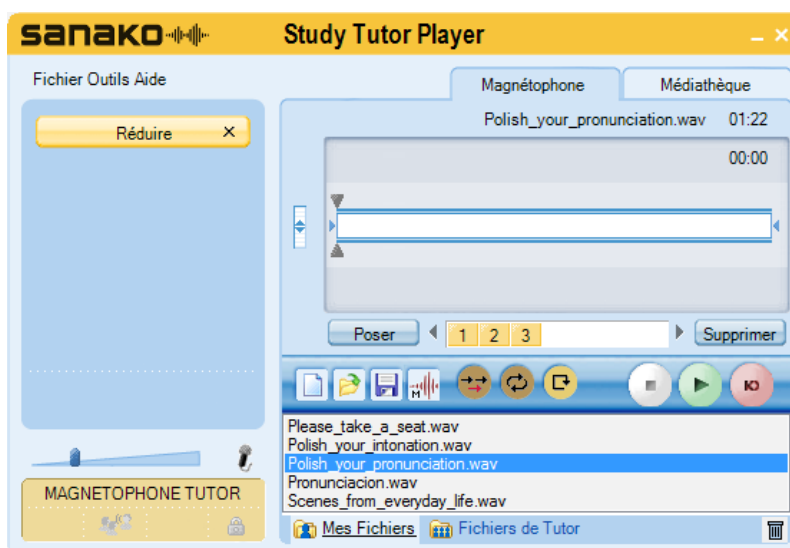 sanako
Study Tutor Player
Fichier Outils Aide
Réduire
Magnétophone
Médiathèque
Polish_your_pronunciation.wav 01:22
00:00
Poser
1 2 3
Supprimer
M
Please_take_a_seat.wav
Polish_your_intonation.wav
Polish_your_pronunciation.wav
Pronunciacion.wav
Scenes_from_everyday_life.wav
MAGNETOPHONE TUTOR
Mes Fichiers
Fichiers de Tutor